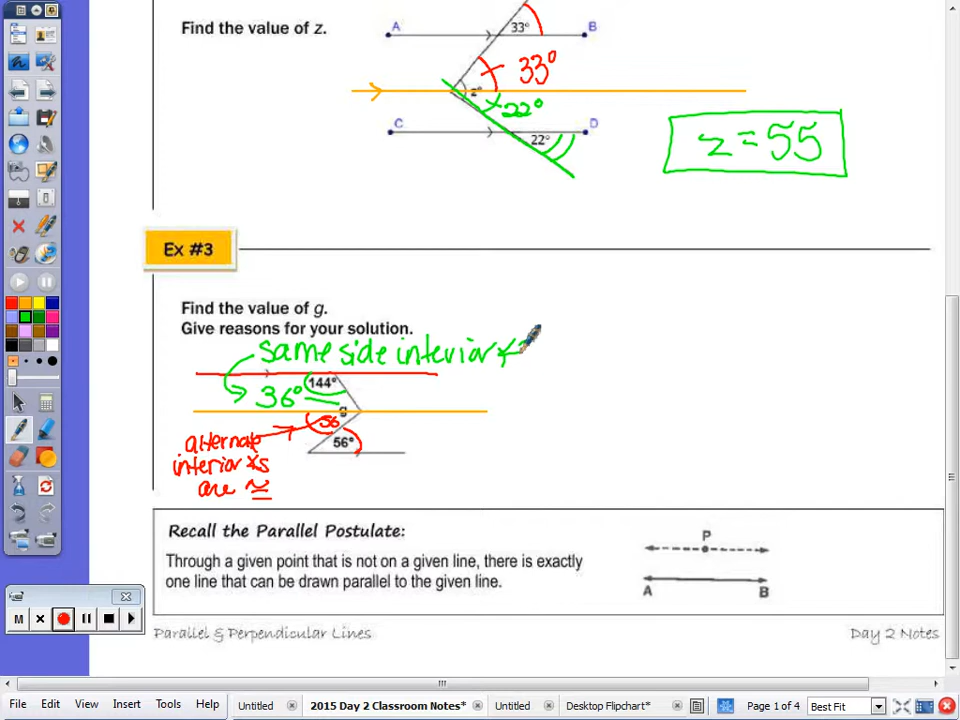 Find the value of z.
A
33°
B
33°
z°
22°
C
22°
D
z=55
Ex #3
Find the value of g.
Give reasons for your solution.
same side interior
144°
36°
g
56
alternate
interior ∡s
are ≅
56°
Recall the Parallel Postulate:
Through a given point that is not on a given line, there is exactly
one line that can be drawn parallel to the given line.
P
A B
Parallel & Perpendicular Lines Day 2 Notes
M
File Edit View Insert Tools Help Untitled 2015 Day 2 Classroom Notes* Untitled Desktop Flipchart* Page 1 of 4 Best Fit